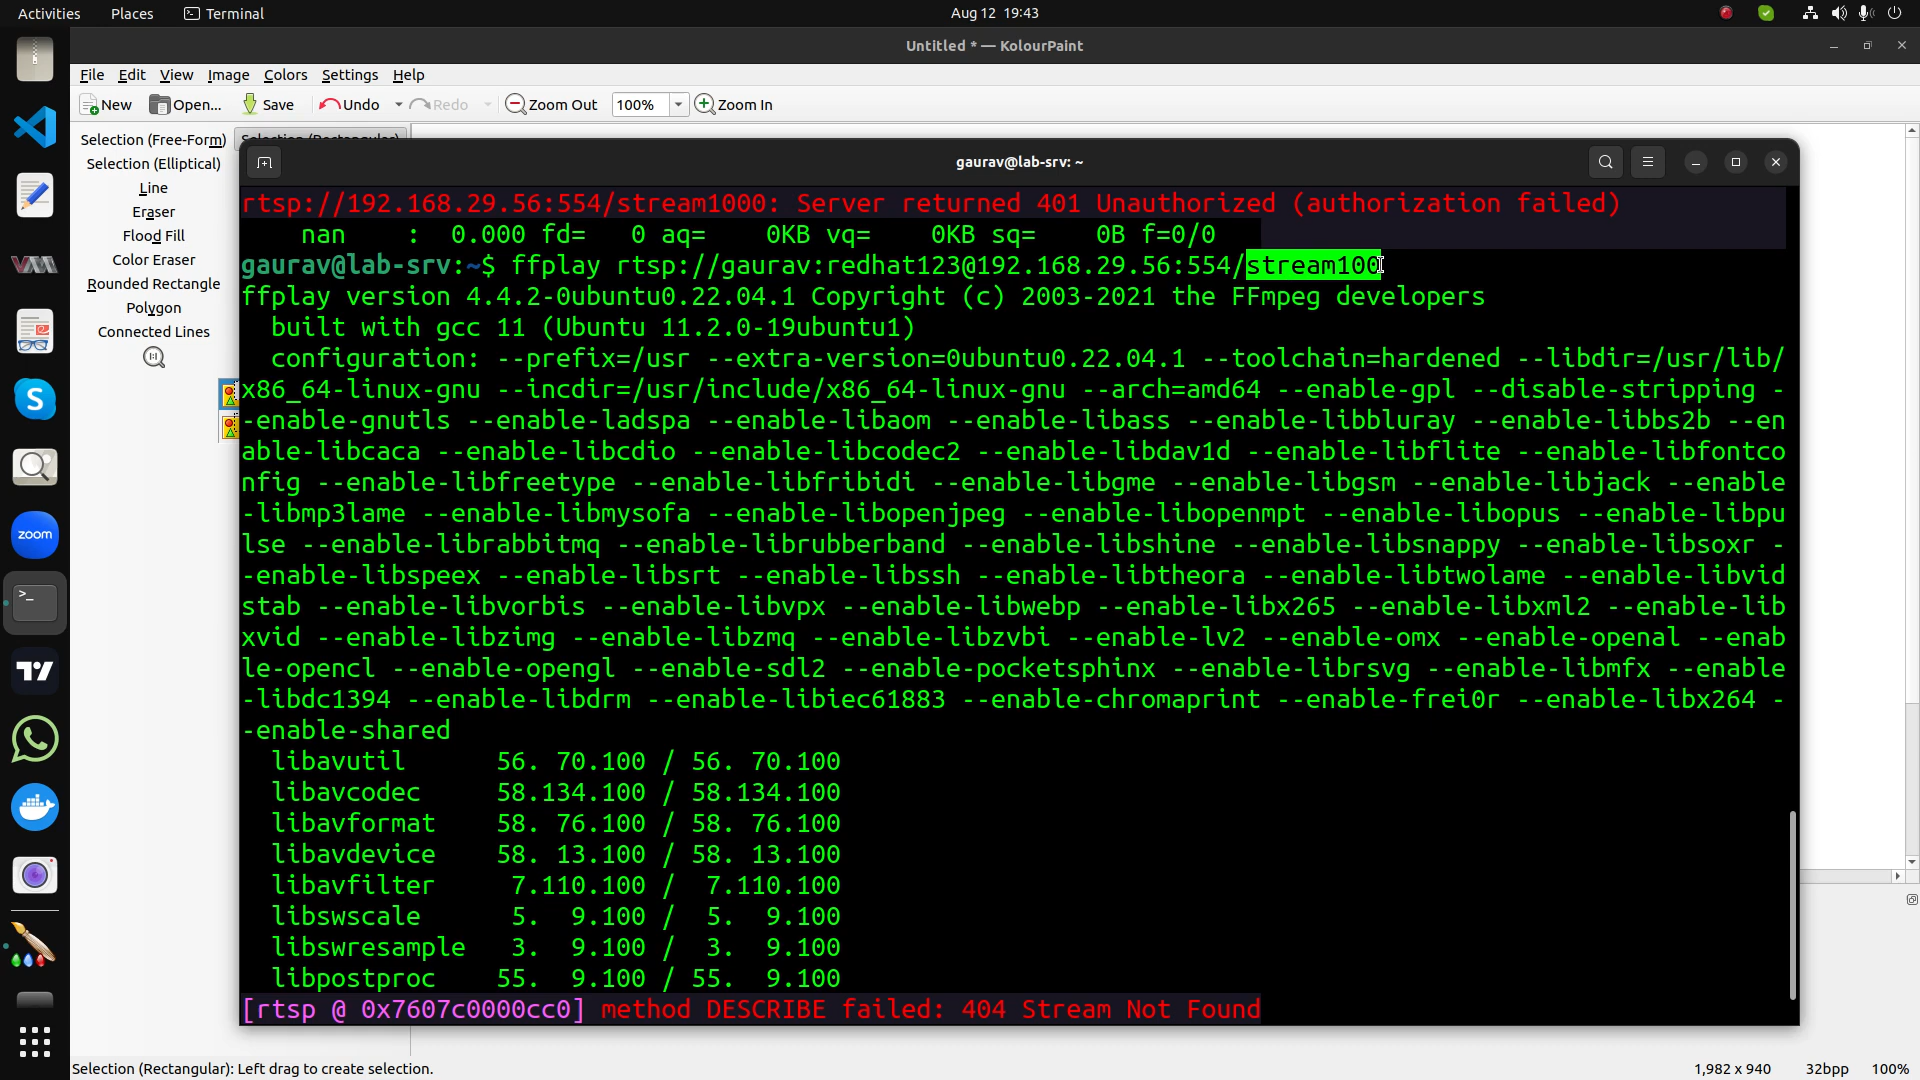 Activities Places Terminal Aug 12 19:43
Untitled * — KolourPaint
File Edit View Image Colors Settings Help
New Open... Save Undo Redo Zoom Out 100% Zoom In
Selection (Free-Form)
Selection (Elliptical)
Line
Eraser
Flood Fill
Color Eraser
Rounded Rectangle
Polygon
Connected Lines
gaurav@lab-srv: ~
rtsp://192.168.29.56:554/stream1000: Server returned 401 Unauthorized (authorization failed)
nan : 0.000 fd= 0 aq= 0KB vq= 0KB sq= 0B f=0/0
gaurav@lab-srv:~$ ffplay rtsp://gaurav:redhat123@192.168.29.56:554/stream100
ffplay version 4.4.2-0ubuntu0.22.04.1 Copyright (c) 2003-2021 the FFmpeg developers
built with gcc 11 (Ubuntu 11.2.0-19ubuntu1)
configuration: --prefix=/usr --extra-version=0ubuntu0.22.04.1 --toolchain=hardened --libdir=/usr/lib/
x86_64-linux-gnu --incdir=/usr/include/x86_64-linux-gnu --arch=amd64 --enable-gpl --disable-stripping -
-enable-gnutls --enable-ladspa --enable-libaom --enable-libass --enable-libbluray --enable-libbs2b --en
able-libcaca --enable-libcdio --enable-libcodec2 --enable-libdav1d --enable-libflite --enable-libfontco
nfig --enable-libfreetype --enable-libfribidi --enable-libgme --enable-libgsm --enable-libjack --enable
-libmp3lame --enable-libmysofa --enable-libopenjpeg --enable-libopenmpt --enable-libopus --enable-libpu
lse --enable-librabbitmq --enable-librubberband --enable-libshine --enable-libsnappy --enable-libsoxr -
-enable-libspeex --enable-libsrt --enable-libssh --enable-libtheora --enable-libtwolame --enable-libvid
stab --enable-libvorbis --enable-libvpx --enable-libwebp --enable-libx265 --enable-libxml2 --enable-lib
xvid --enable-libzimg --enable-libzmq --enable-libzvbi --enable-lv2 --enable-omx --enable-openal --enab
le-opencl --enable-opengl --enable-sdl2 --enable-pocketsphinx --enable-librsvg --enable-libmfx --enable
-libdc1394 --enable-libdrm --enable-libiec61883 --enable-chromaprint --enable-frei0r --enable-libx264 -
-enable-shared
libavutil 56. 70.100 / 56. 70.100
libavcodec 58.134.100 / 58.134.100
libavformat 58. 76.100 / 58. 76.100
libavdevice 58. 13.100 / 58. 13.100
libavfilter 7.110.100 / 7.110.100
libswscale 5. 9.100 / 5. 9.100
libswresample 3. 9.100 / 3. 9.100
libpostproc 55. 9.100 / 55. 9.100
[rtsp @ 0x7607c0000cc0] method DESCRIBE failed: 404 Stream Not Found
zoom
Selection (Rectangular): Left drag to create selection. 1,982 x 940 32bpp 100%